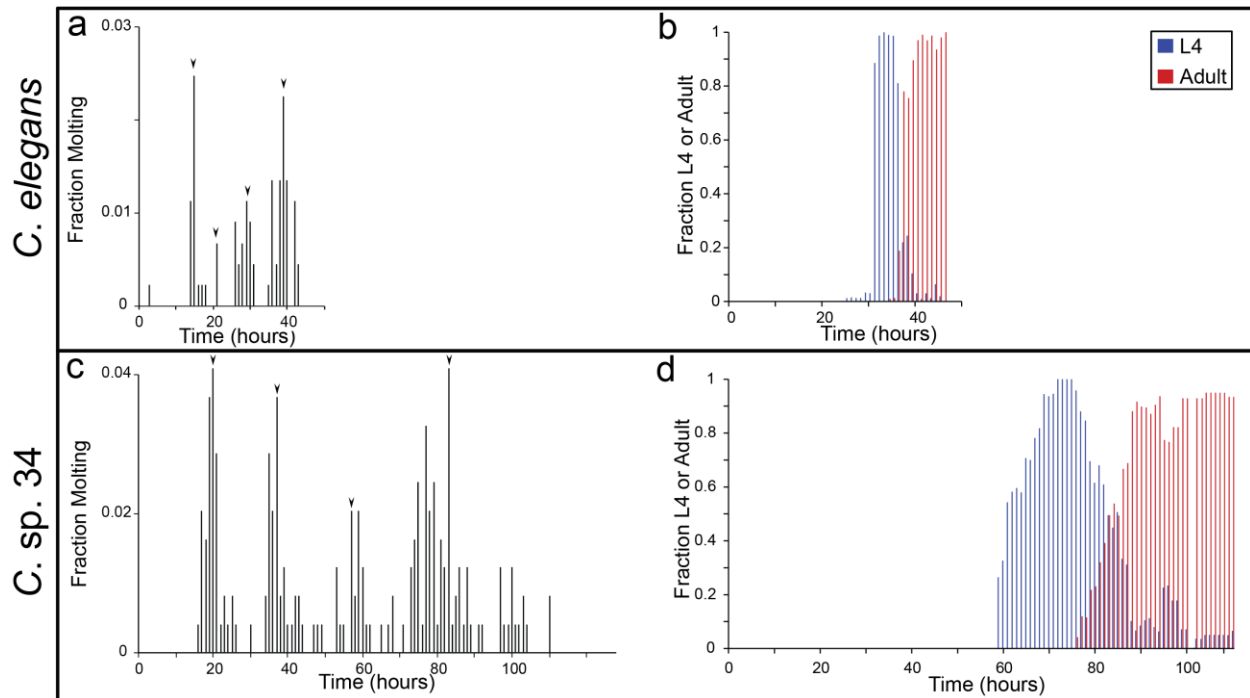 C. elegans
a
0.03
0.01
0
Fraction Molting
0
20
40
Time (hours)
b
1
0.8
0.6
0.4
0.2
0
Fraction L4 or Adult
0
20
40
Time (hours)
L4
Adult
C. sp. 34
c
0.04
0.02
0
Fraction Molting
0
20
40
60
80
100
Time (hours)
d
1
0.8
0.6
0.4
0.2
0
Fraction L4 or Adult
0
20
40
60
80
100
Time (hours)